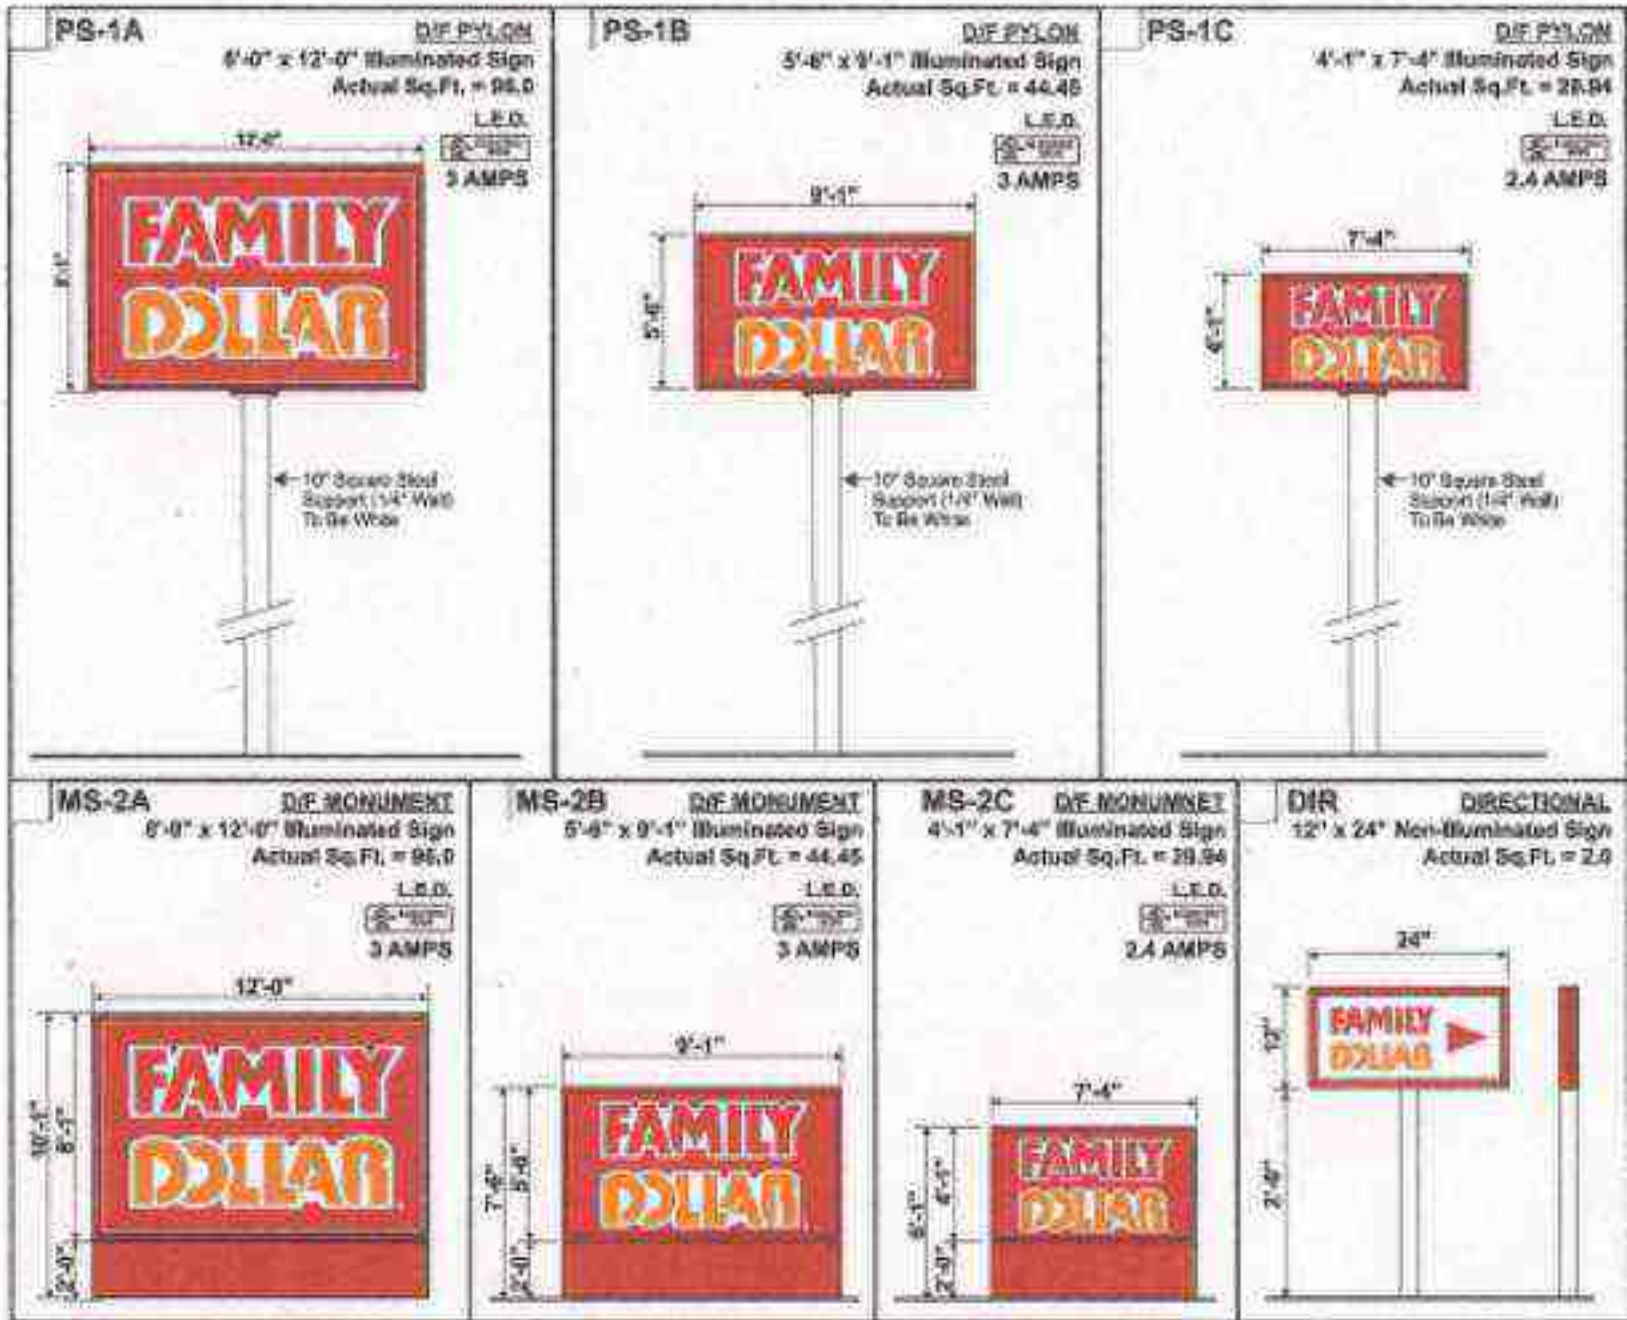 PS-1A
D/F PYLON
8'-0" x 12'-0" Illuminated Sign
Actual Sq.Ft. = 96.0
L.E.D.
3 AMPS
12'-0"
8'-1"
FAMILY
DOLLAR
10" Square Steel
Support (1/4" Wall)
To Be White
PS-1B
D/F PYLON
5'-6" x 9'-1" Illuminated Sign
Actual Sq.Ft. = 44.45
L.E.D.
3 AMPS
9'-1"
5'-6"
FAMILY
DOLLAR
10" Square Steel
Support (1/4" Wall)
To Be White
PS-1C
D/F PYLON
4'-1" x 7'-4" Illuminated Sign
Actual Sq.Ft. = 29.94
L.E.D.
2.4 AMPS
7'-4"
4'-1"
FAMILY
DOLLAR
10" Square Steel
Support (1/4" Wall)
To Be White
MS-2A
D/F MONUMENT
8'-0" x 12'-0" Illuminated Sign
Actual Sq.Ft. = 96.0
L.E.D.
3 AMPS
12'-0"
10'-1"
8'-1"
2'-0"
FAMILY
DOLLAR
MS-2B
D/F MONUMENT
5'-6" x 9'-1" Illuminated Sign
Actual Sq.Ft. = 44.45
L.E.D.
3 AMPS
9'-1"
7'-6"
5'-6"
2'-0"
FAMILY
DOLLAR
MS-2C
D/F MONUMNET
4'-1" x 7'-4" Illuminated Sign
Actual Sq.Ft. = 29.94
L.E.D.
2.4 AMPS
7'-4"
6'-1"
4'-1"
2'-0"
FAMILY
DOLLAR
DIR
DIRECTIONAL
12" x 24" Non-Illuminated Sign
Actual Sq.Ft. = 2.0
24"
12"
2'-6"
FAMILY
DOLLAR